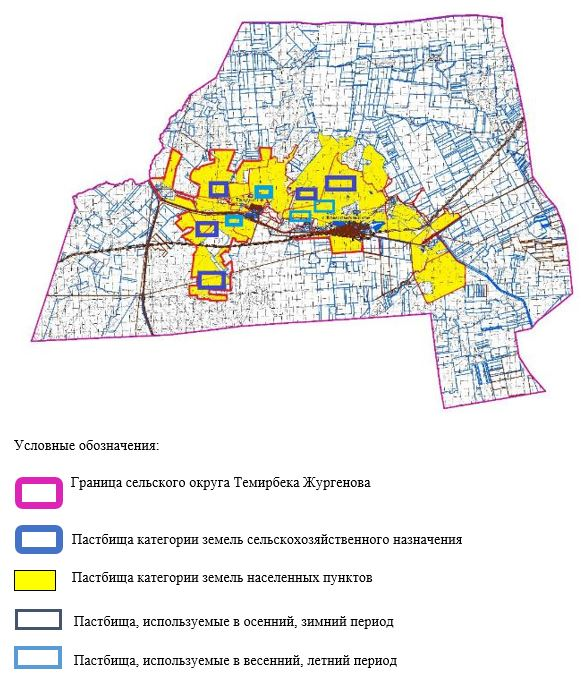 Условные обозначения:
Граница сельского округа Темирбека Жургенова
Пастбища категории земель сельскохозяйственного назначения
Пастбища категории земель населенных пунктов
Пастбища, используемые в осенний, зимний период
Пастбища, используемые в весенний, летний период